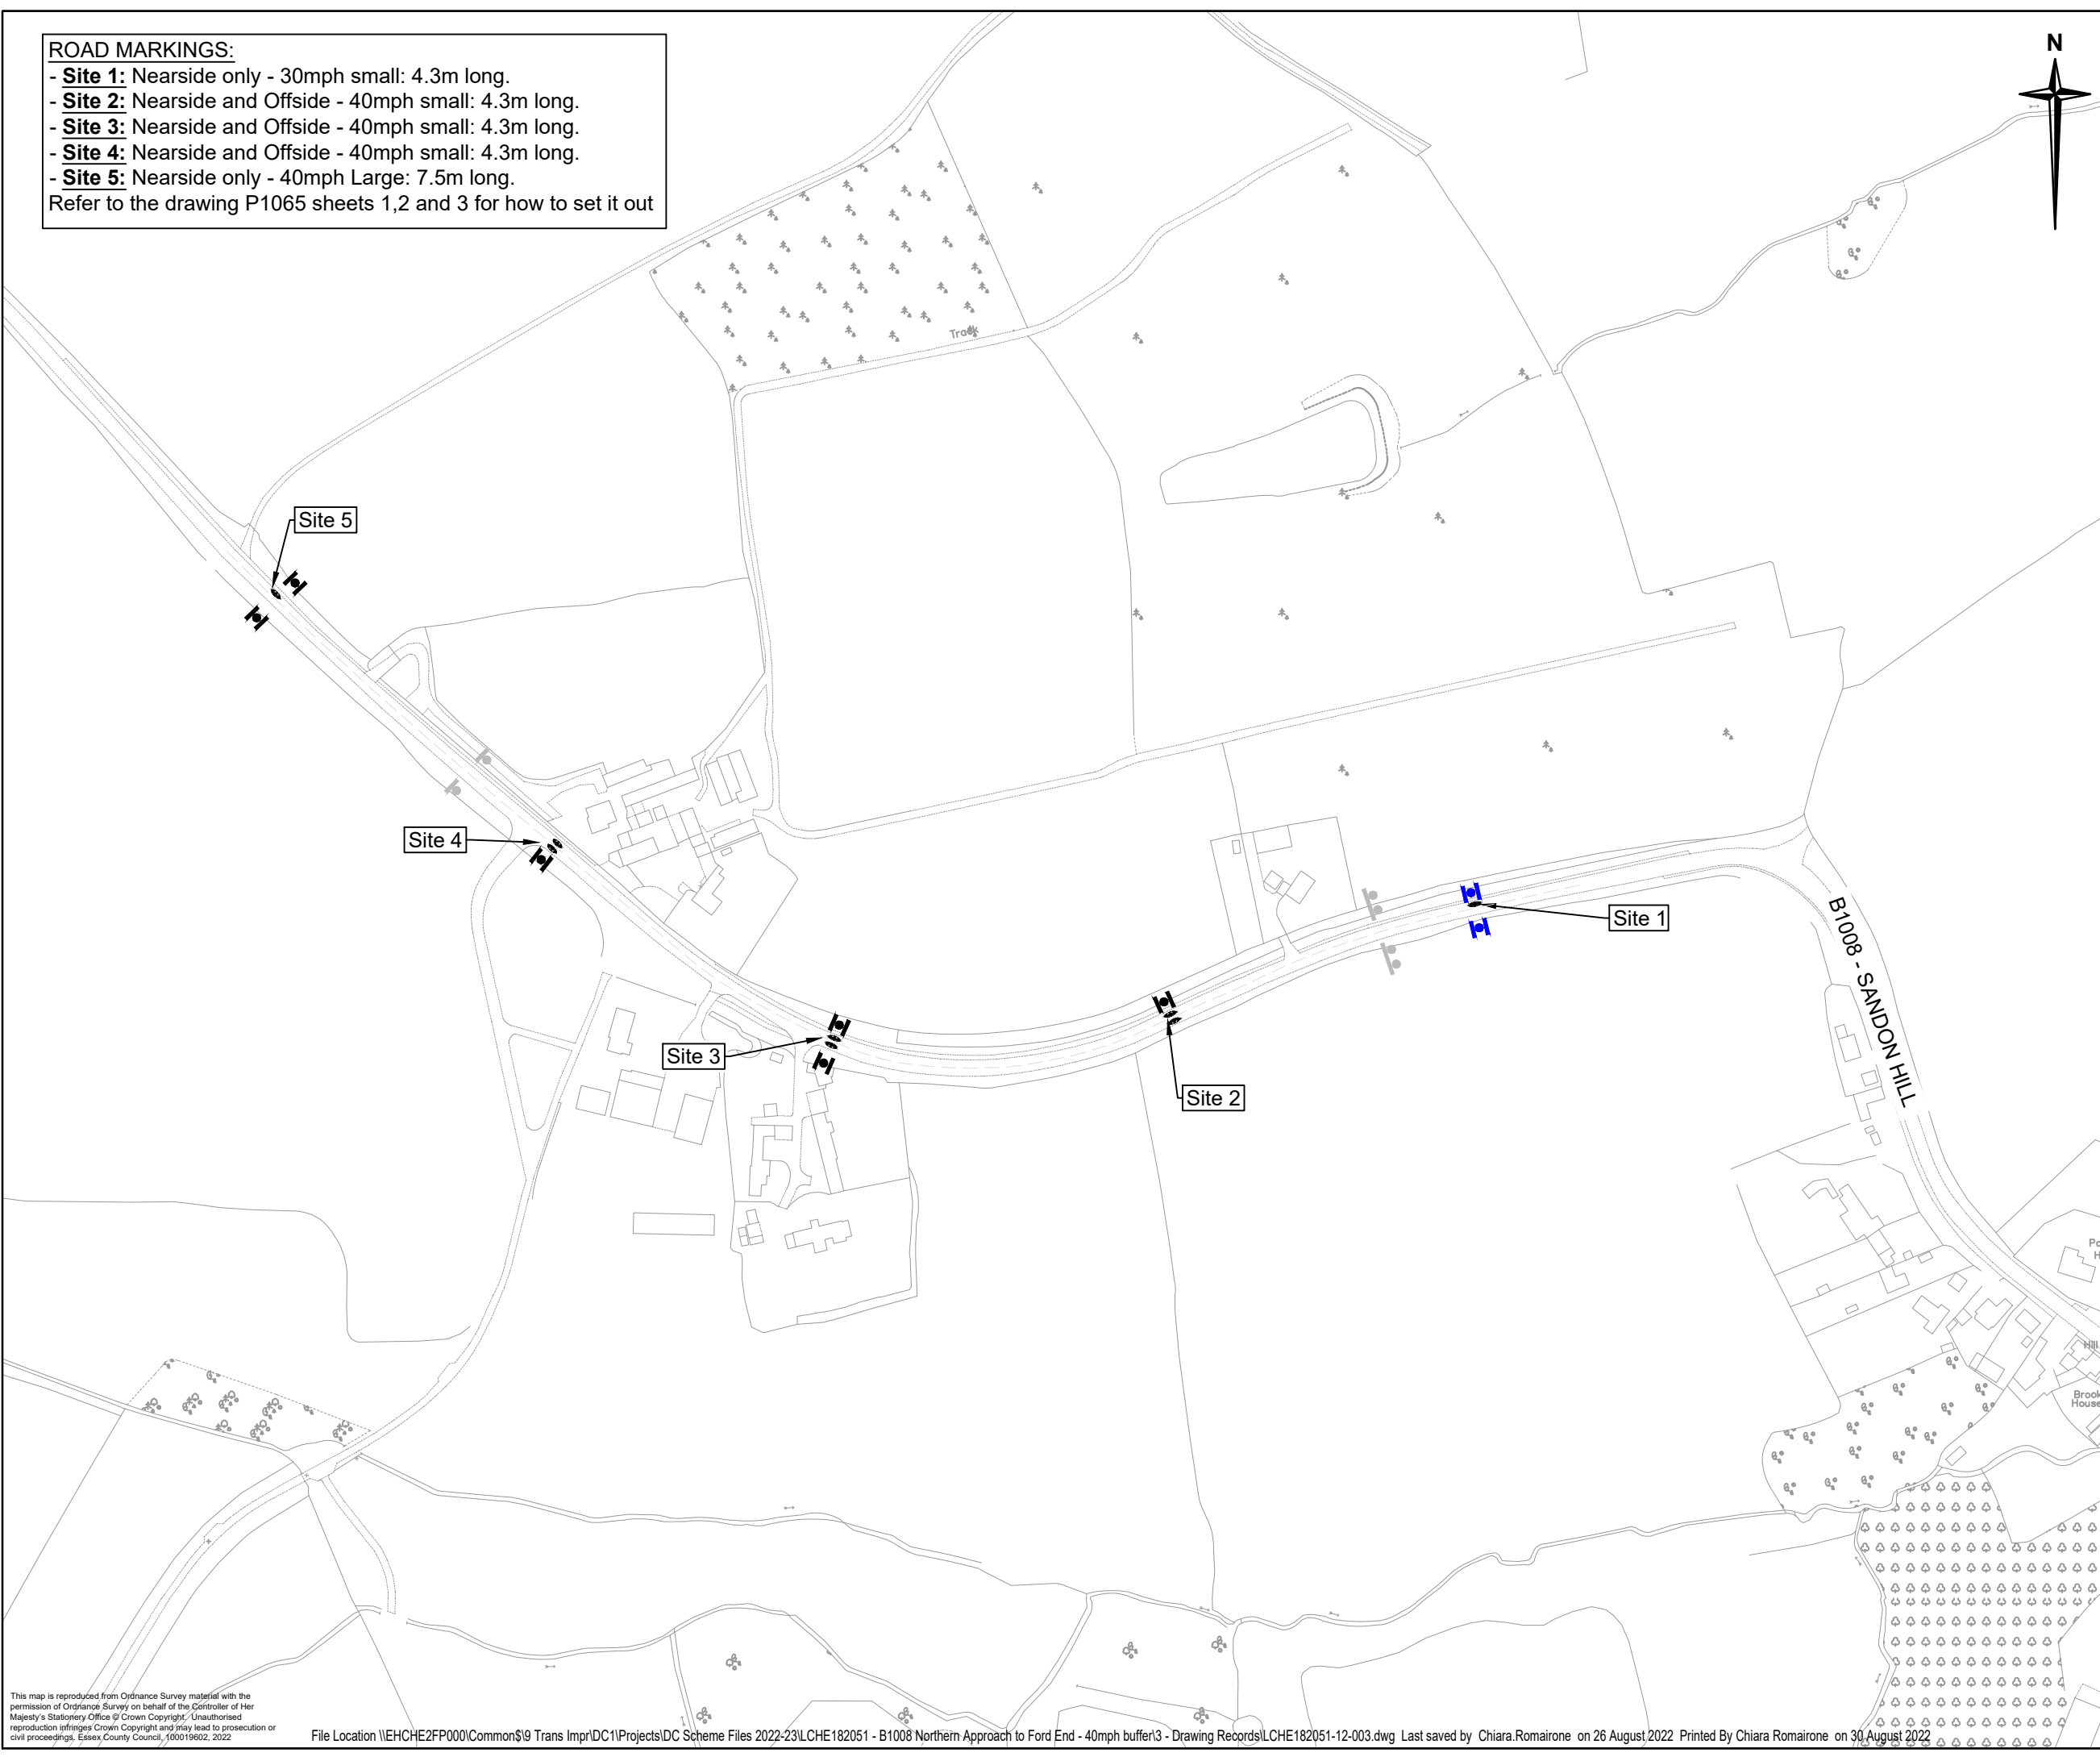 ROAD MARKINGS:
- Site 1: Nearside only - 30mph small: 4.3m long.
- Site 2: Nearside and Offside - 40mph small: 4.3m long.
- Site 3: Nearside and Offside - 40mph small: 4.3m long.
- Site 4: Nearside and Offside - 40mph small: 4.3m long.
- Site 5: Nearside only - 40mph Large: 7.5m long.
Refer to the drawing P1065 sheets 1,2 and 3 for how to set it out
N
Track
Site 5
Site 4
Site 1
B1008 - SANDON HILL
Site 3
Site 2
Po
H
Hill
Brook
House
This map is reproduced from Ordnance Survey material with the
permission of Ordnance Survey on behalf of the Controller of Her
Majesty's Stationery Office © Crown Copyright. Unauthorised
reproduction infringes Crown Copyright and may lead to prosecution or
civil proceedings. Essex County Council, 100019602, 2022
File Location \\EHCHE2FP000\Common$\9 Trans Impr\DC1\Projects\DC Scheme Files 2022-23\LCHE182051 - B1008 Northern Approach to Ford End - 40mph buffer\3 - Drawing Records\LCHE182051-12-003.dwg Last saved by Chiara.Romairone on 26 August 2022 Printed By Chiara Romairone on 30 August 2022